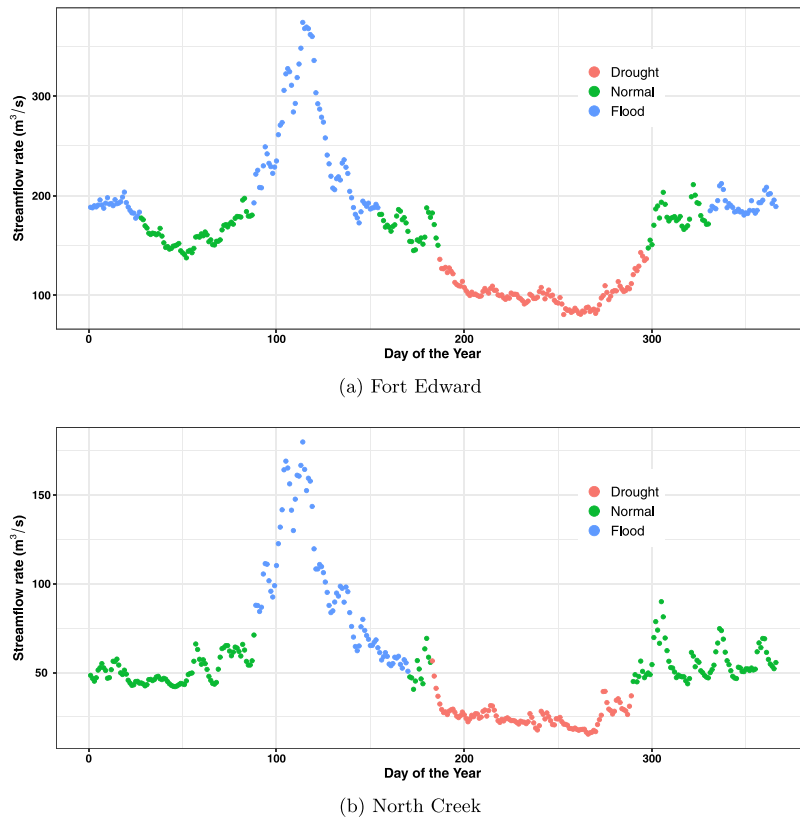 Streamflow rate (m³/s)
300
200
100
Drought
Normal
Flood
0
100
200
300
Day of the Year
(a) Fort Edward
Streamflow rate (m³/s)
150
100
50
Drought
Normal
Flood
0
100
200
300
Day of the Year
(b) North Creek